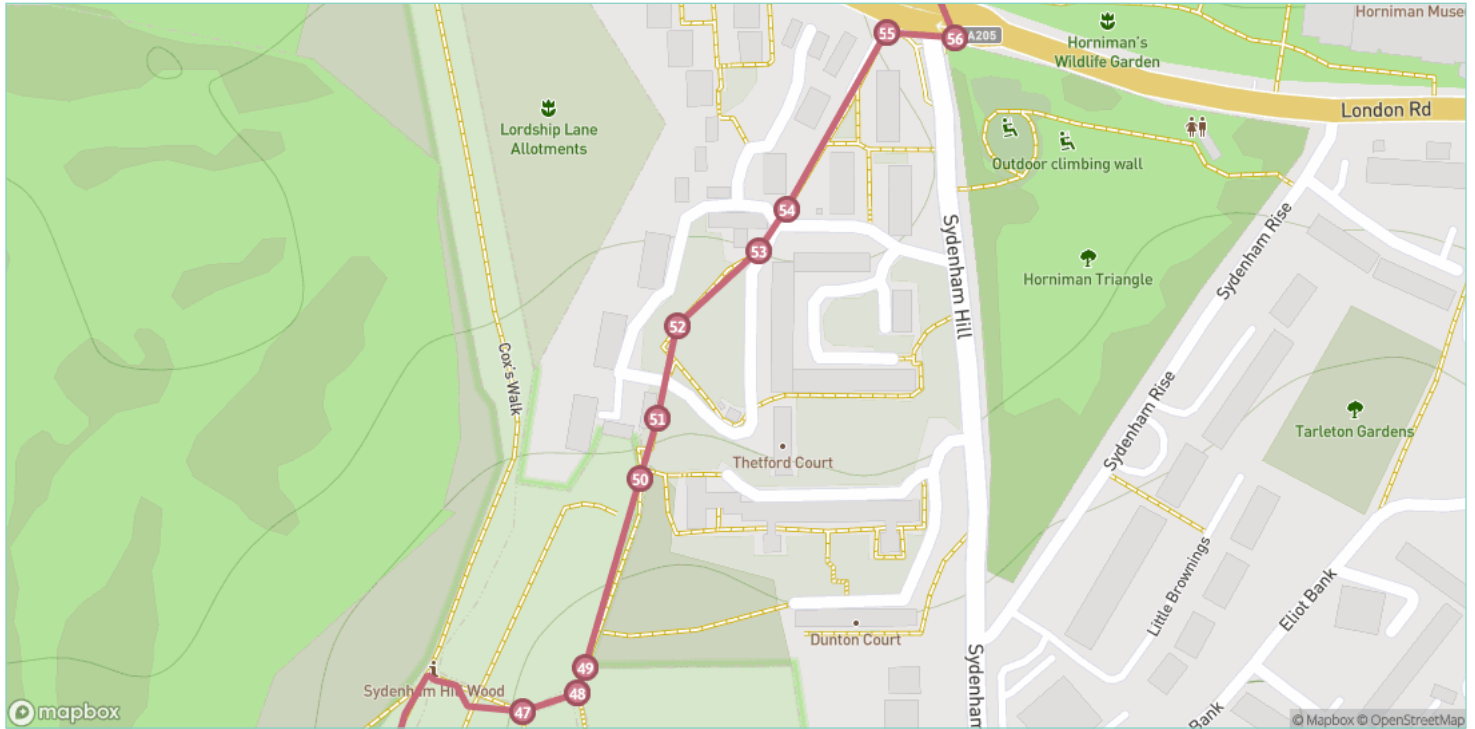 Horniman Muse
55
56
A205
Horniman's
Wildlife Garden
London Rd
Lordship Lane
Allotments
Outdoor climbing wall
54
Sydenham Hill
Sydenham Rise
53
Horniman Triangle
52
Cox's Walk
51
Sydenham Rise
Tarleton Gardens
Thetford Court
50
Little Brownings
Eliot Bank
Dunton Court
49
Sydenham
Sydenham Hill Wood
48
47
Bank
mapbox
© Mapbox © OpenStreetMap